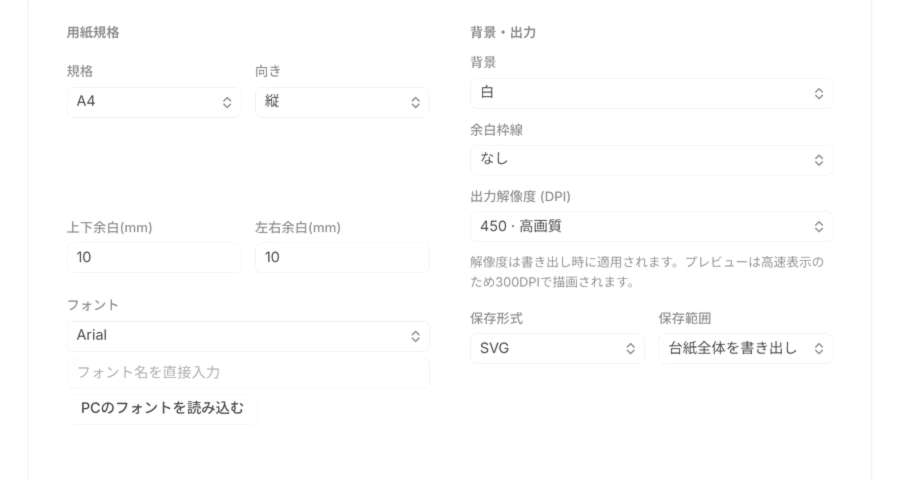 用紙規格
規格
向き
A4
縦
上下余白(mm)
左右余白(mm)
10
10
フォント
Arial
フォント名を直接入力
PCのフォントを読み込む
背景・出力
背景
白
余白枠線
なし
出力解像度 (DPI)
450 · 高画質
解像度は書き出し時に適用されます。プレビューは高速表示の
ため300DPIで描画されます。
保存形式
保存範囲
SVG
台紙全体を書き出し